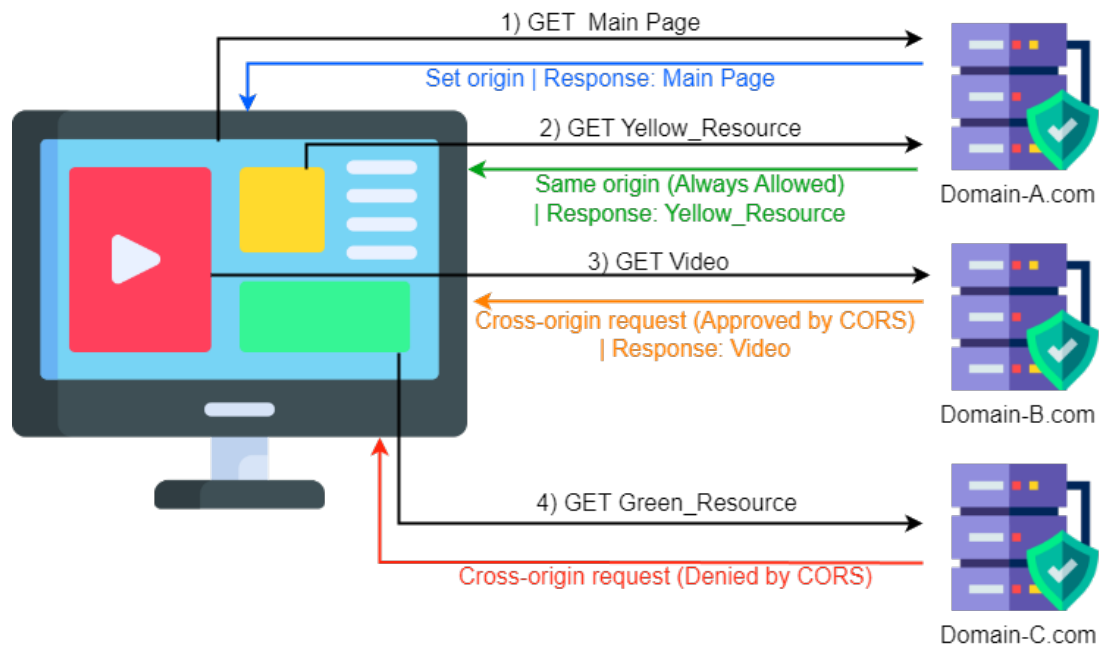 1) GET Main Page
Set origin | Response: Main Page
2) GET Yellow_Resource
Same origin (Always Allowed)
| Response: Yellow_Resource
Domain-A.com
3) GET Video
Cross-origin request (Approved by CORS)
| Response: Video
Domain-B.com
4) GET Green_Resource
Cross-origin request (Denied by CORS)
Domain-C.com